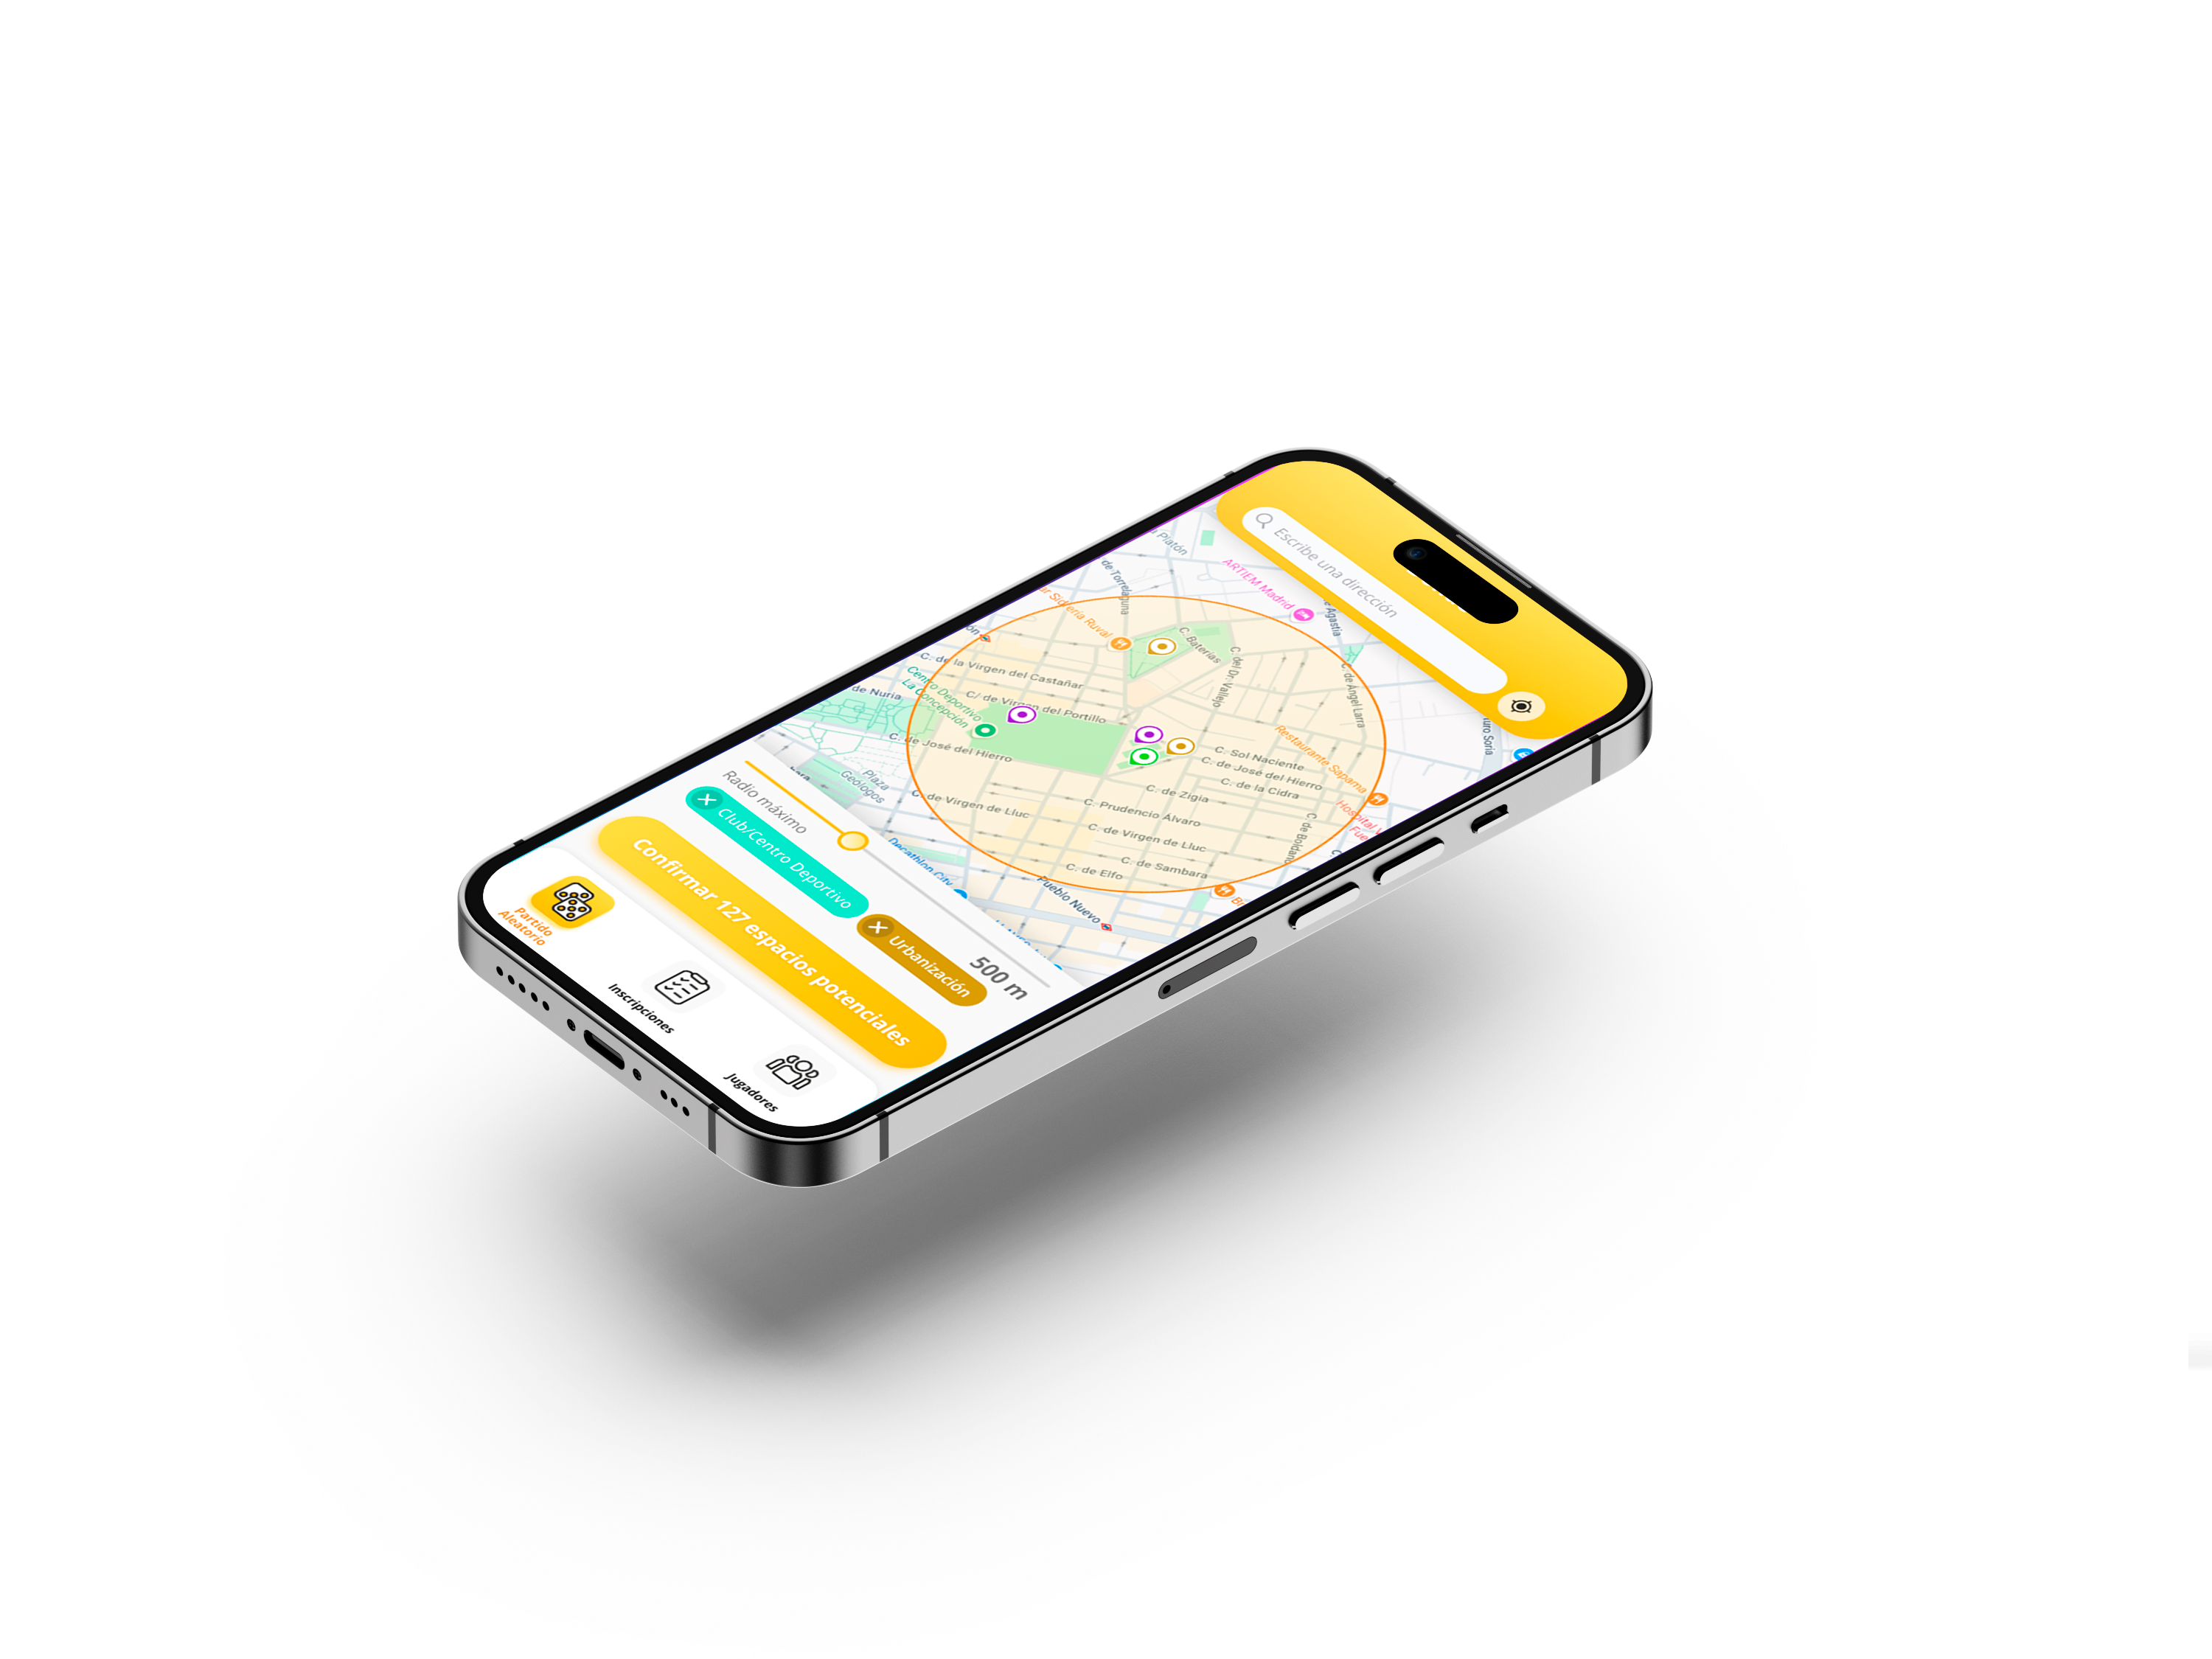 Escribe una dirección
Platón
ARTIEM Madrid
de Torrelaguna
Sidrería Ruval
C. Baterías
C. del Dr. Vallejo
C. de Ángel Larra
C. de la Virgen del Castañar
Centro Deportivo
La Concepción
C/ de Virgen del Portillo
de Nuria
C. de José del Hierro
Restaurante Sapama
C. Sol Naciente
C. de José del Hierro
C. de la Cidra
C. de Zigia
Plaza
Geólogos
C. de Virgen de Lluc
C. Prudencio Álvaro
C. de Virgen de Lluc
C. de Sambara
C. de Elfo
Hospital
Decathlon City
Pueblo Nuevo
Radio máximo
500 m
Club/Centro Deportivo
Urbanización
Confirmar 127 espacios potenciales
Partido
Aleatorio
Inscripciones
Jugadores